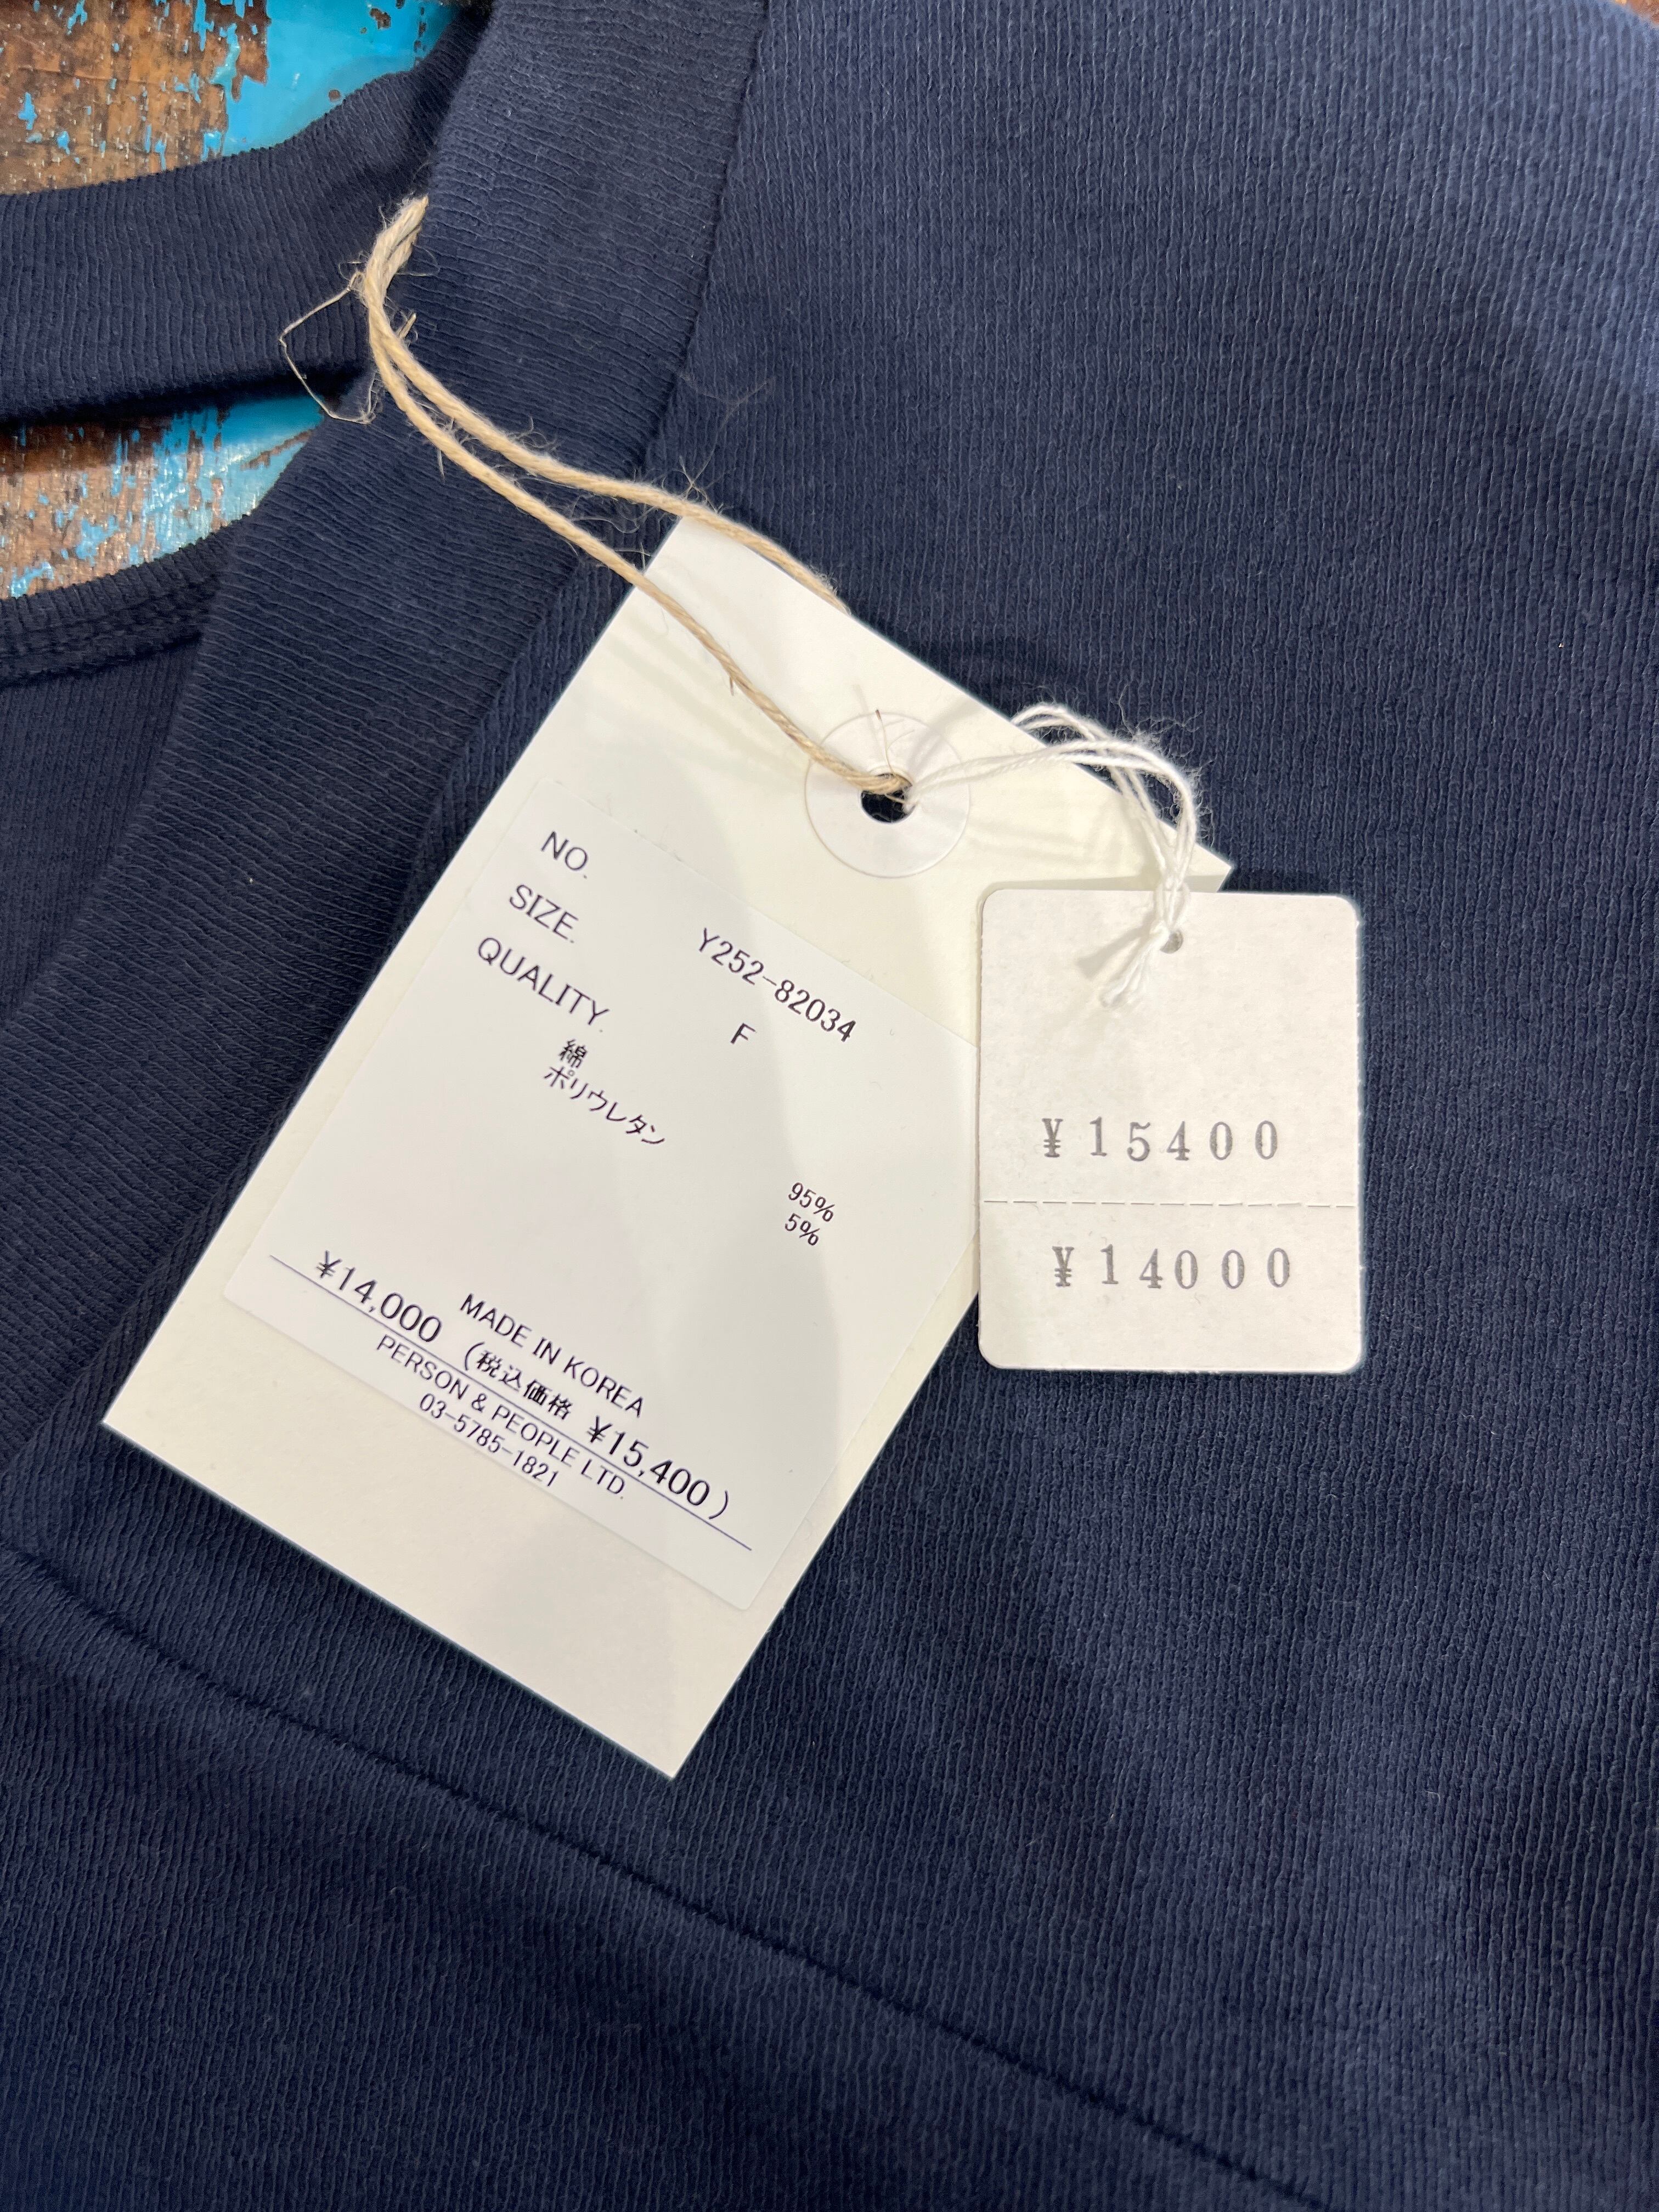 NO. Y252-82034
SIZE. F
QUALITY.
綿 95%
ポリウレタン 5%
MADE IN KOREA
¥14,000 (税込価格 ¥15,400)
PERSON & PEOPLE LTD.
03-5785-1821
¥15400
¥14000